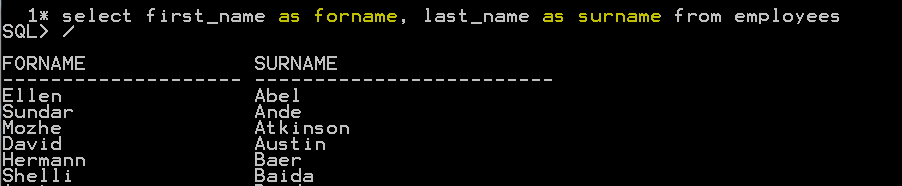 1* select first_name as forname, last_name as surname from employees
SQL> /
FORNAME SURNAME
-------------------- -------------------------
Ellen Abel
Sundar Ande
Mozhe Atkinson
David Austin
Hermann Baer
Shelli Baida